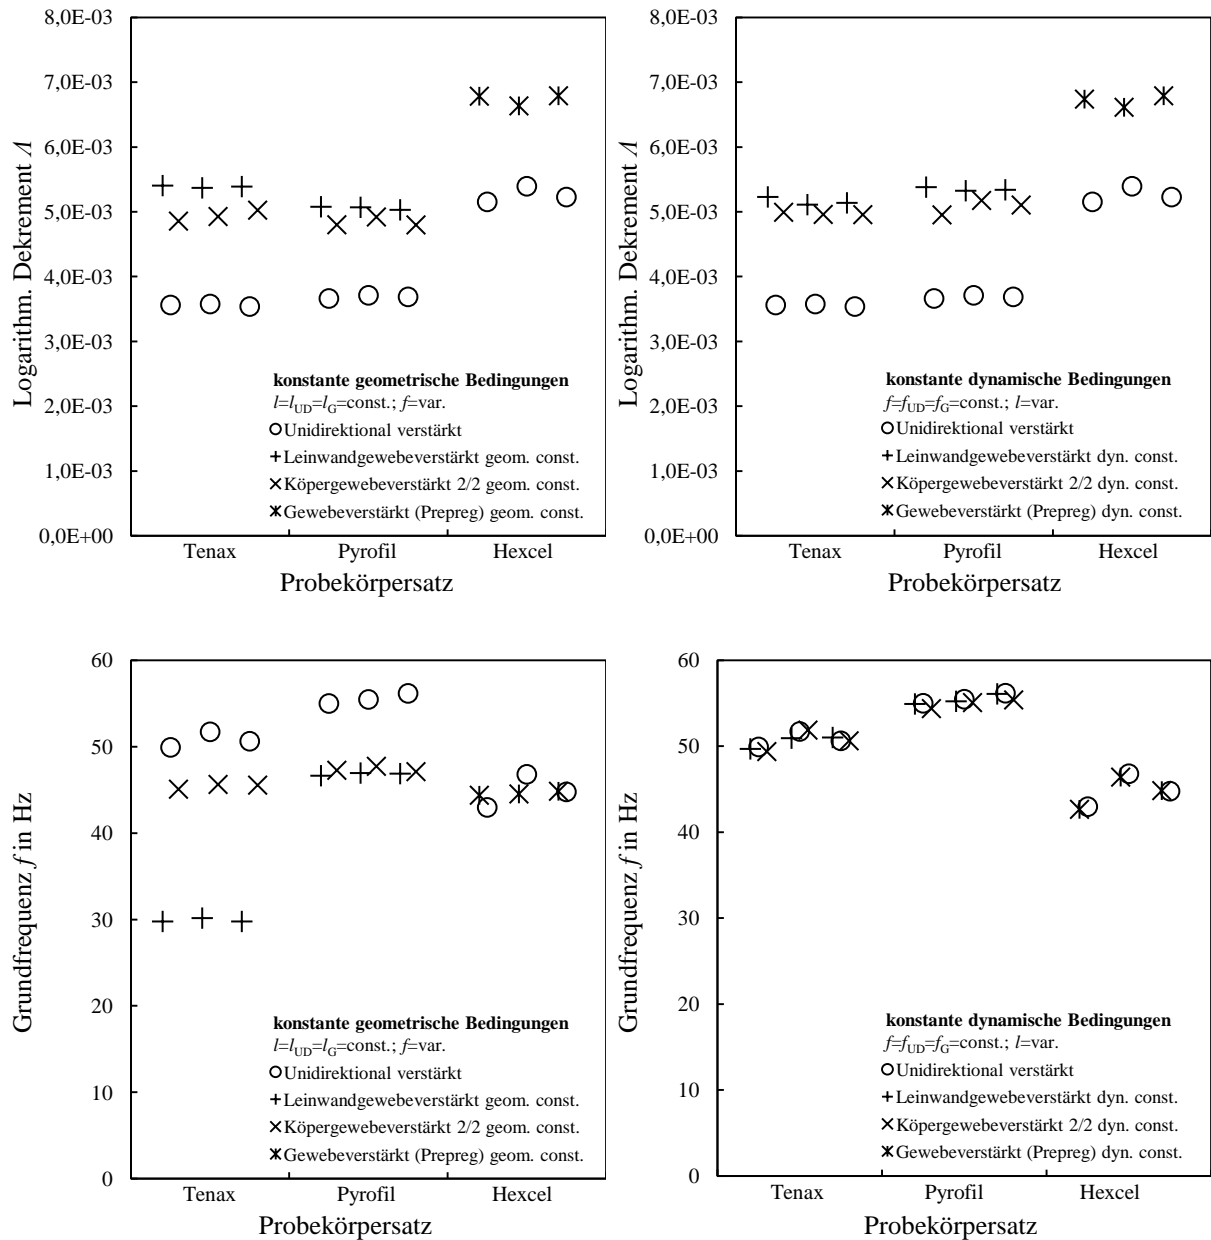 8,0E-03
7,0E-03
6,0E-03
5,0E-03
4,0E-03
3,0E-03
2,0E-03
1,0E-03
0,0E+00
Logarithm. Dekrement Λ
konstante geometrische Bedingungen
l=lUD=lG=const.; f=var.
Unidirektional verstärkt
Leinwandgewebeverstärkt geom. const.
Köpergewebeverstärkt 2/2 geom. const.
Gewebeverstärkt (Prepreg) geom. const.
Tenax Pyrofil Hexcel
Probekörpersatz
8,0E-03
7,0E-03
6,0E-03
5,0E-03
4,0E-03
3,0E-03
2,0E-03
1,0E-03
0,0E+00
Logarithm. Dekrement Λ
konstante dynamische Bedingungen
f=fUD=fG=const.; l=var.
Unidirektional verstärkt
Leinwandgewebeverstärkt dyn. const.
Köpergewebeverstärkt 2/2 dyn. const.
Gewebeverstärkt (Prepreg) dyn. const.
Tenax Pyrofil Hexcel
Probekörpersatz
60
50
40
30
20
10
0
Grundfrequenz f in Hz
konstante geometrische Bedingungen
l=lUD=lG=const.; f=var.
Unidirektional verstärkt
Leinwandgewebeverstärkt geom. const.
Köpergewebeverstärkt 2/2 geom. const.
Gewebeverstärkt (Prepreg) geom. const.
Tenax Pyrofil Hexcel
Probekörpersatz
60
50
40
30
20
10
0
Grundfrequenz f in Hz
konstante dynamische Bedingungen
f=fUD=fG=const.; l=var.
Unidirektional verstärkt
Leinwandgewebeverstärkt dyn. const.
Köpergewebeverstärkt 2/2 dyn. const.
Gewebeverstärkt (Prepreg) dyn. const.
Tenax Pyrofil Hexcel
Probekörpersatz